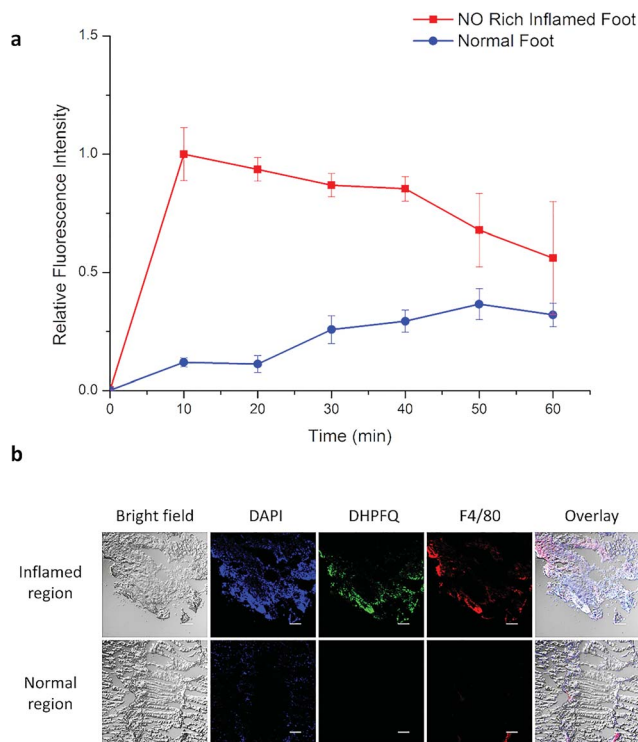 a
NO Rich Inflamed Foot
Normal Foot
1.5
1.0
0.5
0.0
Relative Fluorescence Intensity
0 10 20 30 40 50 60
Time (min)
b
Bright field DAPI DHPFQ F4/80 Overlay
Inflamed
region
Normal
region